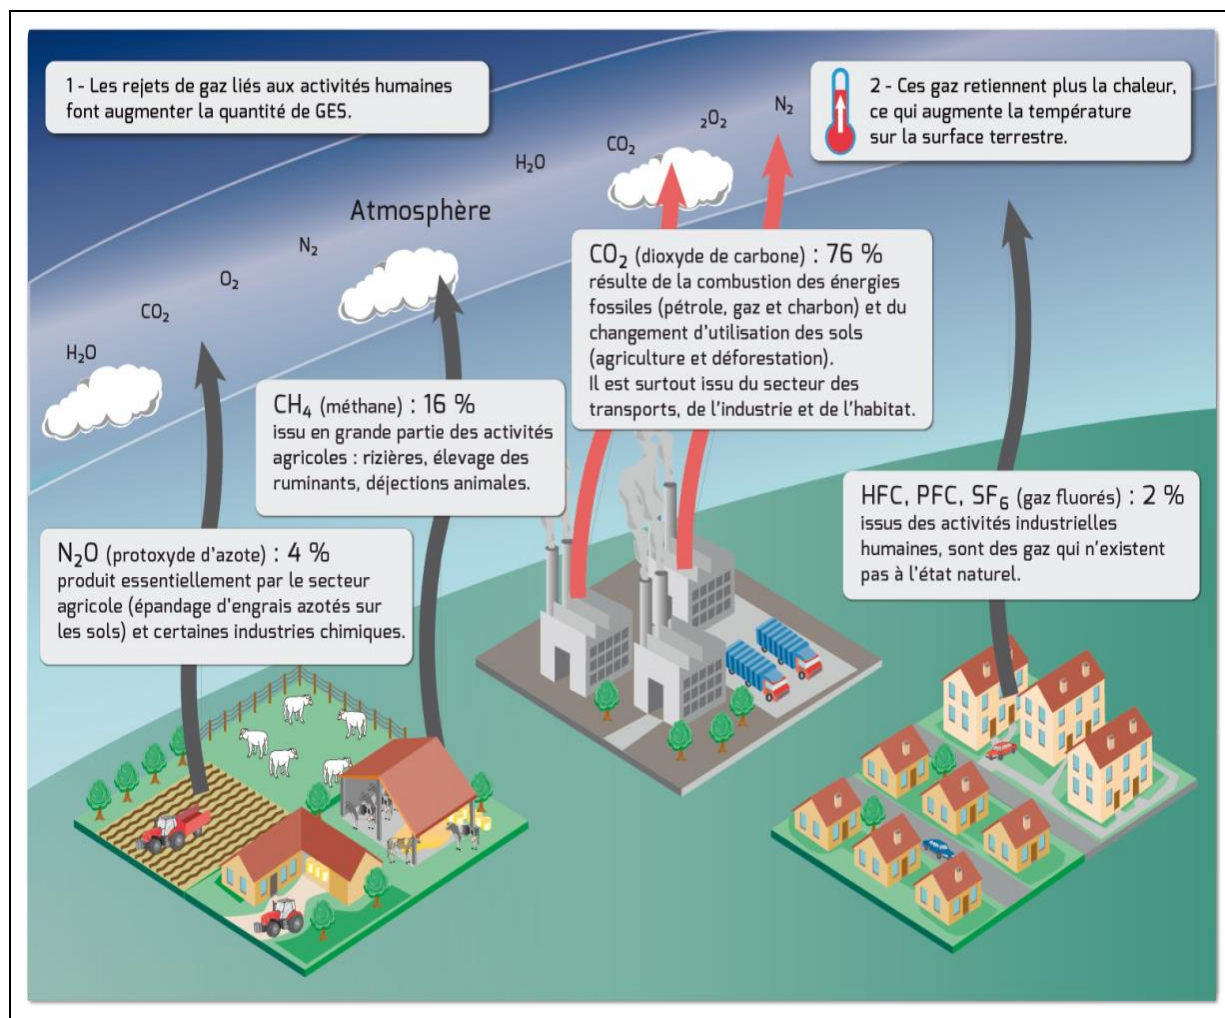 1 - Les rejets de gaz liés aux activités humaines
font augmenter la quantité de GES.
2 - Ces gaz retiennent plus la chaleur,
ce qui augmente la température
sur la surface terrestre.
N₂
₂O₂
CO₂
H₂O
Atmosphère
N₂
O₂
CO₂
H₂O
CO₂ (dioxyde de carbone) : 76 %
résulte de la combustion des énergies
fossiles (pétrole, gaz et charbon) et du
changement d'utilisation des sols
(agriculture et déforestation).
Il est surtout issu du secteur des
transports, de l'industrie et de l'habitat.
CH₄ (méthane) : 16 %
issu en grande partie des activités
agricoles : rizières, élevage des
ruminants, déjections animales.
HFC, PFC, SF₆ (gaz fluorés) : 2 %
issus des activités industrielles
humaines, sont des gaz qui n'existent
pas à l'état naturel.
N₂O (protoxyde d'azote) : 4 %
produit essentiellement par le secteur
agricole (épandage d'engrais azotés sur
les sols) et certaines industries chimiques.